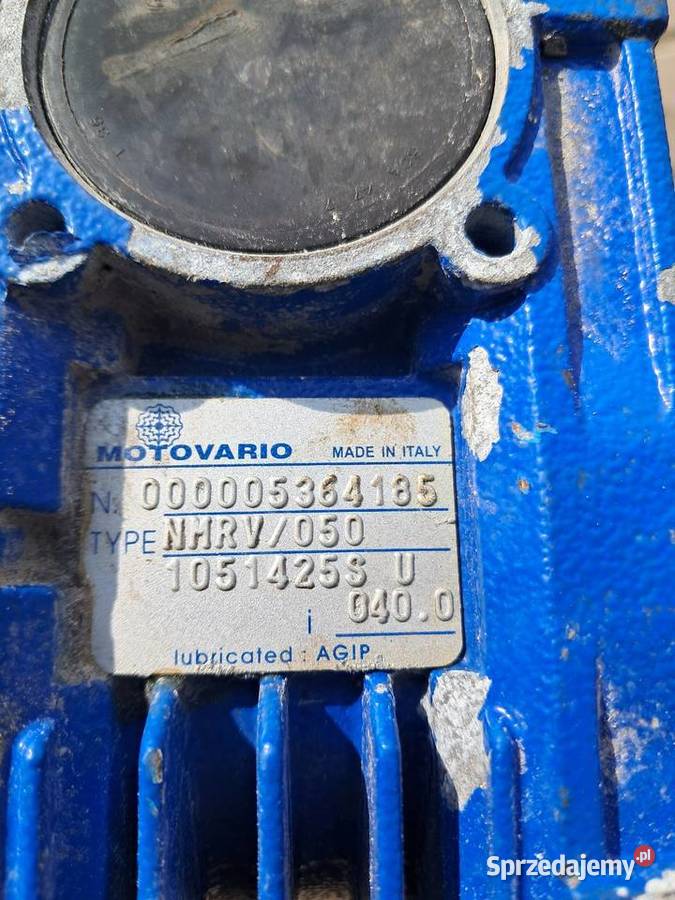 MOTOVARIO MADE IN ITALY
N: 000005364185
TYPE NMRV/050
1051425S U
i 040.0
lubricated : AGIP
Sprzedajemy.pl